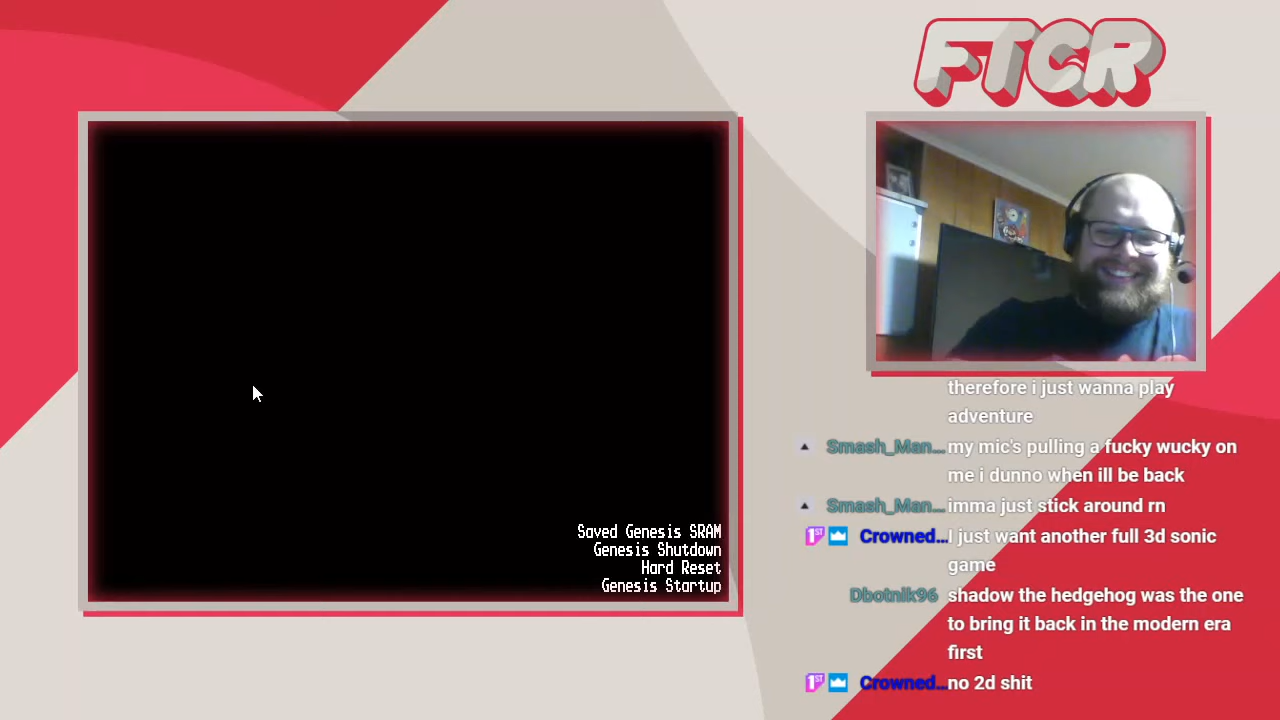 FTCR
therefore i just wanna play
adventure
Smash_Man... my mic's pulling a fucky wucky on
me i dunno when ill be back
Smash_Man... imma just stick around rn
Crowned... I just want another full 3d sonic
game
Dbotnik96 shadow the hedgehog was the one
to bring it back in the modern era
first
Crowned... no 2d shit
Saved Genesis SRAM
Genesis Shutdown
Hard Reset
Genesis Startup